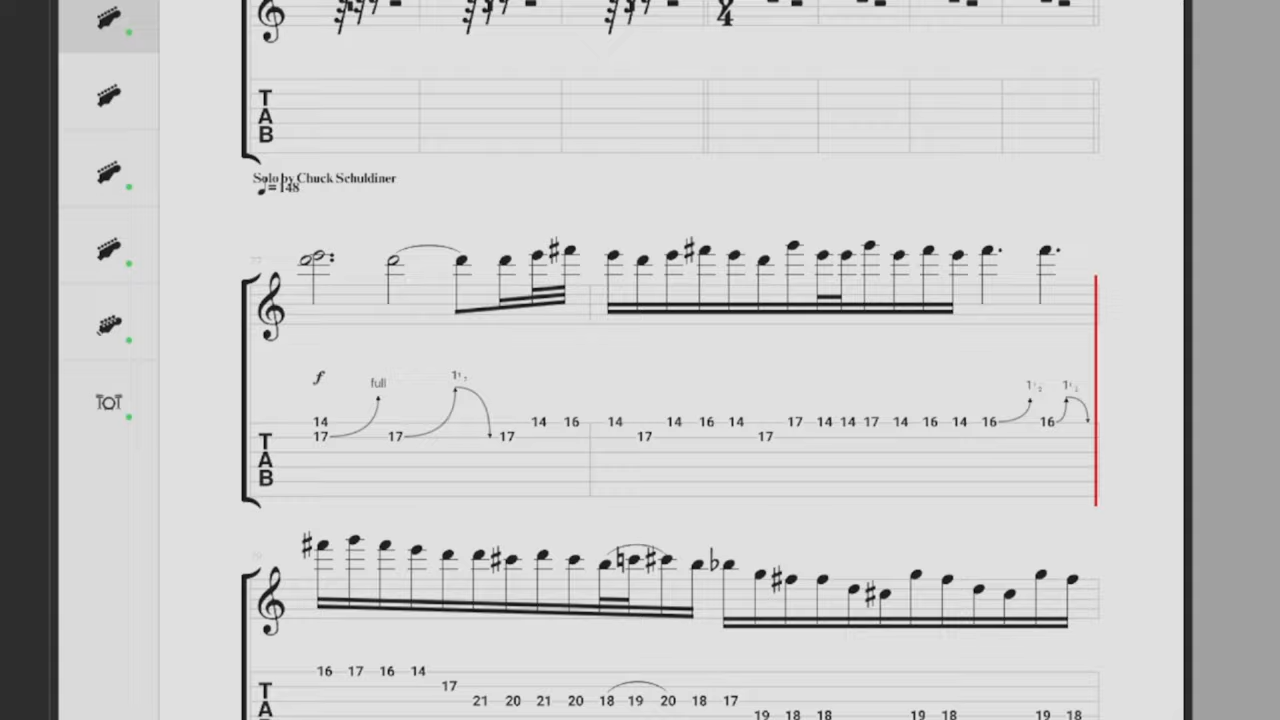 4
T
A
B
Solo by Chuck Schuldiner
= 148
f
full
14 14 16 14 14 16 14 17 14 14 17 14 16 14 16 16
17 17 17 17 17
T
A
B
16 17 16 14
17
21 20 21 20 18 19 20 18 17
19 18 18 19 18 19 18
T
A